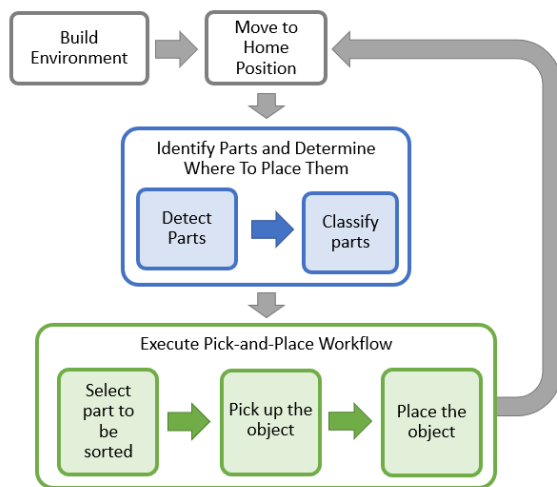 Build
Environment
Move to
Home
Position
Identify Parts and Determine
Where To Place Them
Detect
Parts
Classify
parts
Execute Pick-and-Place Workflow
Select
part to
be
sorted
Pick up the
object
Place the
object